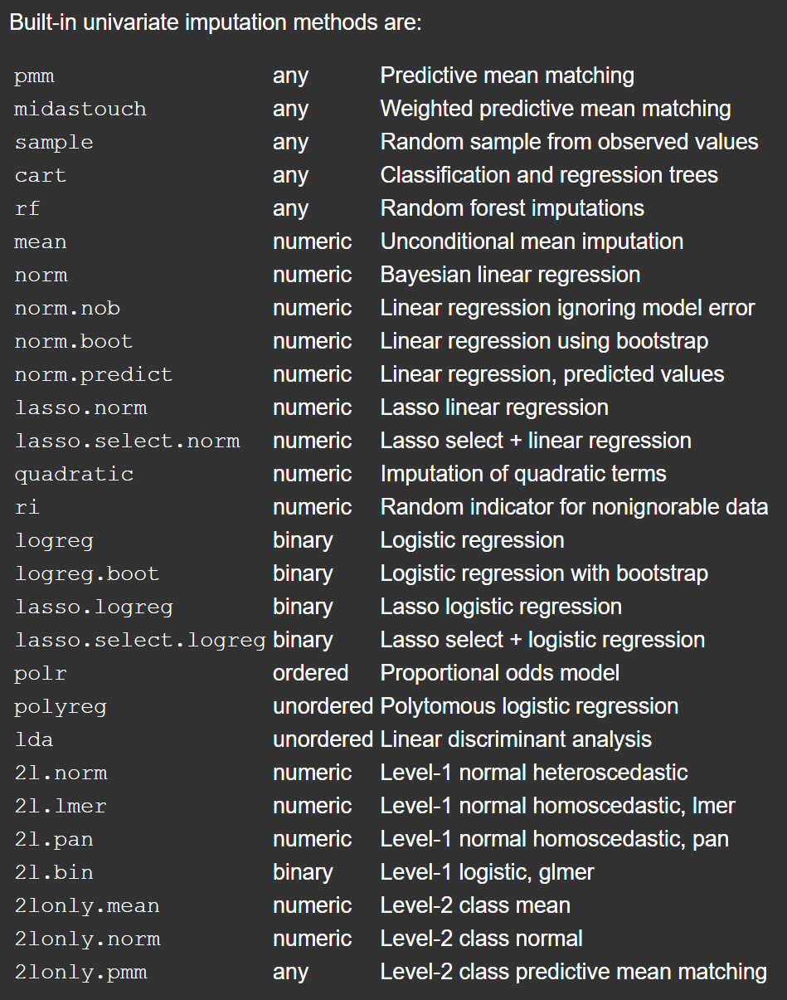 Built-in univariate imputation methods are:
pmm any Predictive mean matching
midastouch any Weighted predictive mean matching
sample any Random sample from observed values
cart any Classification and regression trees
rf any Random forest imputations
mean numeric Unconditional mean imputation
norm numeric Bayesian linear regression
norm.nob numeric Linear regression ignoring model error
norm.boot numeric Linear regression using bootstrap
norm.predict numeric Linear regression, predicted values
lasso.norm numeric Lasso linear regression
lasso.select.norm numeric Lasso select + linear regression
quadratic numeric Imputation of quadratic terms
ri numeric Random indicator for nonignorable data
logreg binary Logistic regression
logreg.boot binary Logistic regression with bootstrap
lasso.logreg binary Lasso logistic regression
lasso.select.logreg binary Lasso select + logistic regression
polr ordered Proportional odds model
polyreg unordered Polytomous logistic regression
lda unordered Linear discriminant analysis
2l.norm numeric Level-1 normal heteroscedastic
2l.lmer numeric Level-1 normal homoscedastic, lmer
2l.pan numeric Level-1 normal homoscedastic, pan
2l.bin binary Level-1 logistic, glmer
2lonly.mean numeric Level-2 class mean
2lonly.norm numeric Level-2 class normal
2lonly.pmm any Level-2 class predictive mean matching